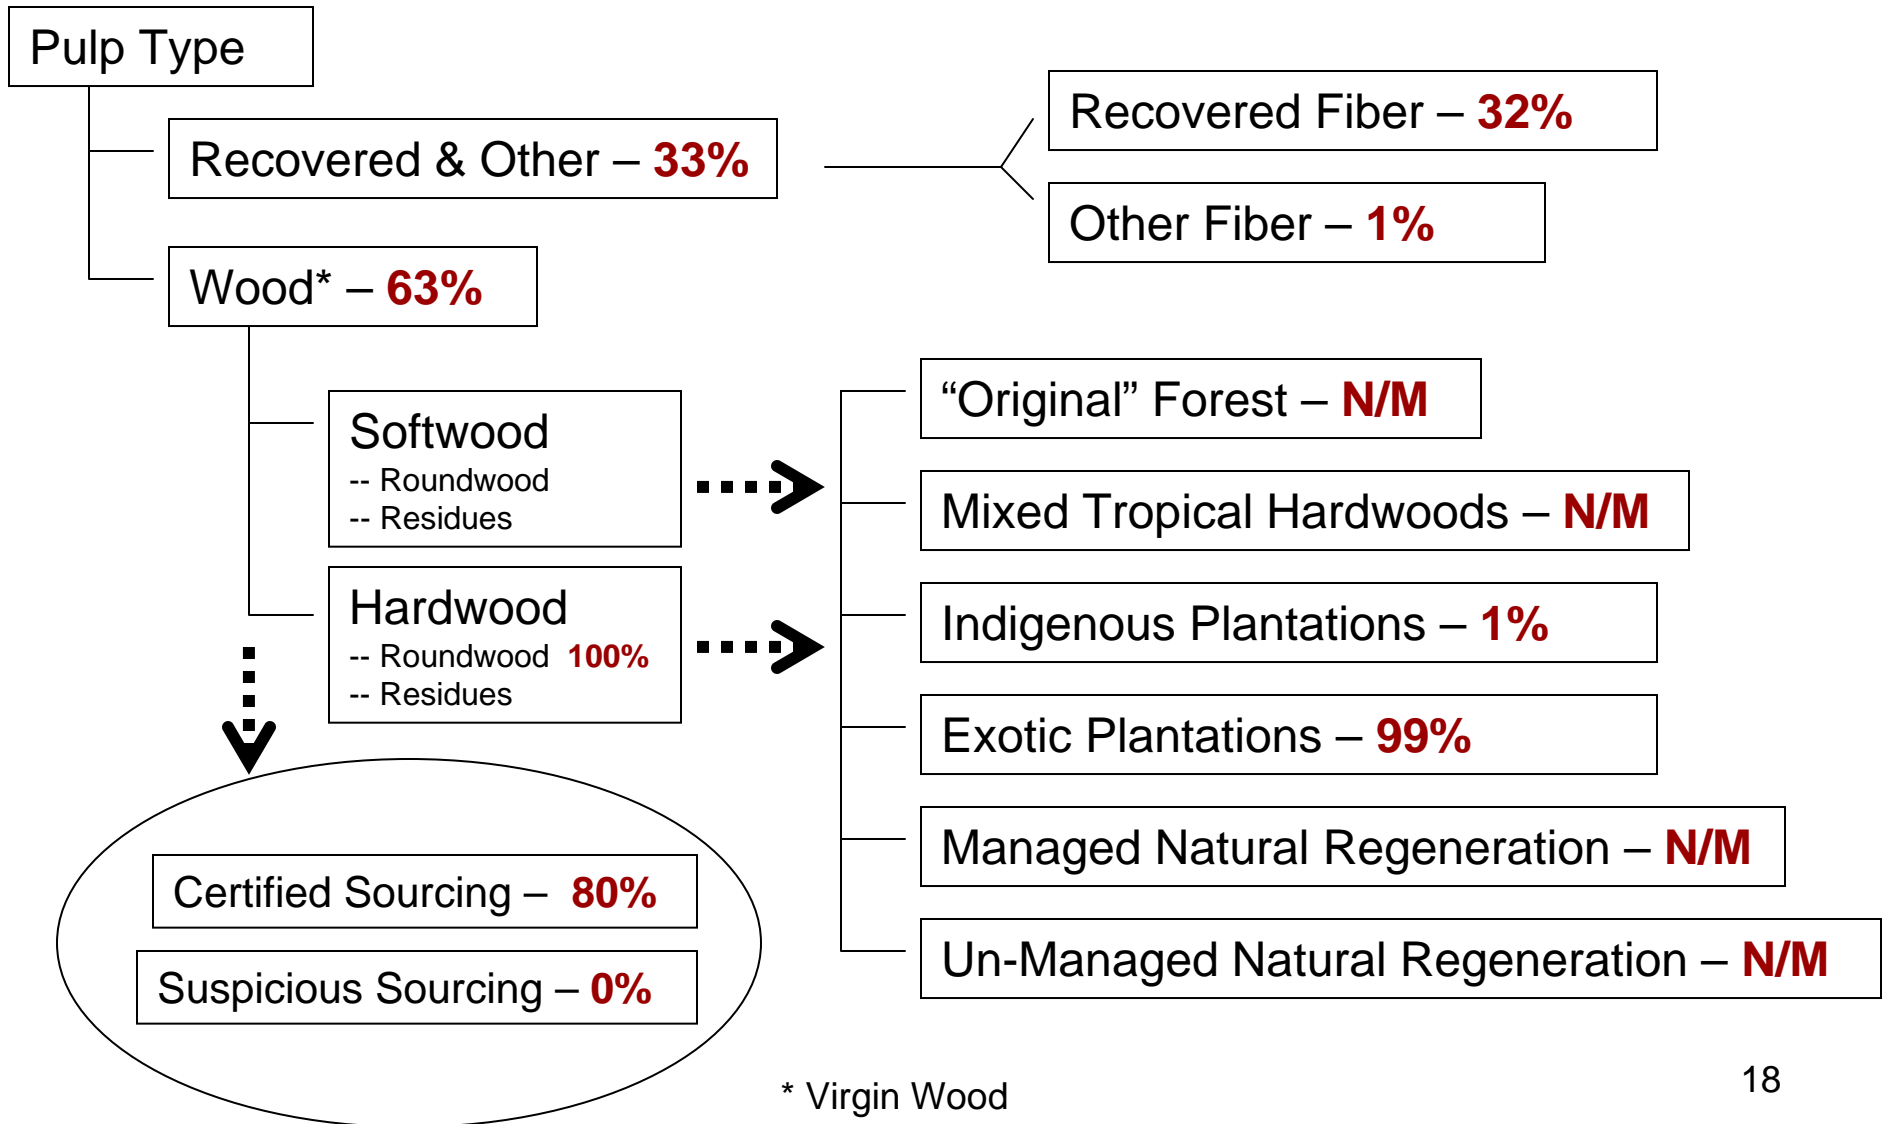 Pulp Type
Recovered & Other – 33%
Recovered Fiber – 32%
Other Fiber – 1%
Wood* – 63%
Softwood
-- Roundwood
-- Residues
Hardwood
-- Roundwood 100%
-- Residues
“Original” Forest – N/M
Mixed Tropical Hardwoods – N/M
Indigenous Plantations – 1%
Exotic Plantations – 99%
Managed Natural Regeneration – N/M
Un-Managed Natural Regeneration – N/M
Certified Sourcing – 80%
Suspicious Sourcing – 0%
* Virgin Wood
18